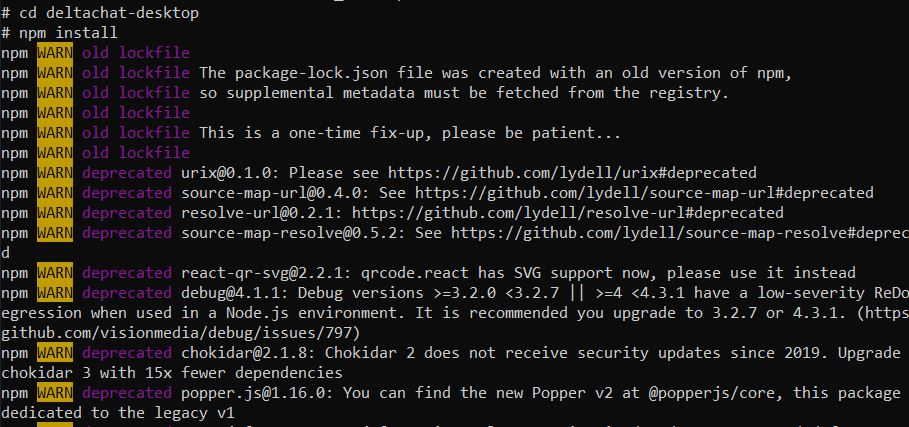 # cd deltachat-desktop
# npm install
npm WARN old lockfile
npm WARN old lockfile The package-lock.json file was created with an old version of npm,
npm WARN old lockfile so supplemental metadata must be fetched from the registry.
npm WARN old lockfile
npm WARN old lockfile This is a one-time fix-up, please be patient...
npm WARN old lockfile
npm WARN deprecated urix@0.1.0: Please see https://github.com/lydell/urix#deprecated
npm WARN deprecated source-map-url@0.4.0: See https://github.com/lydell/source-map-url#deprecated
npm WARN deprecated resolve-url@0.2.1: https://github.com/lydell/resolve-url#deprecated
npm WARN deprecated source-map-resolve@0.5.2: See https://github.com/lydell/source-map-resolve#deprec
d
npm WARN deprecated react-qr-svg@2.2.1: qrcode.react has SVG support now, please use it instead
npm WARN deprecated debug@4.1.1: Debug versions >=3.2.0 <3.2.7 || >=4 <4.3.1 have a low-severity ReDo
egression when used in a Node.js environment. It is recommended you upgrade to 3.2.7 or 4.3.1. (https
github.com/visionmedia/debug/issues/797)
npm WARN deprecated chokidar@2.1.8: Chokidar 2 does not receive security updates since 2019. Upgrade
chokidar 3 with 15x fewer dependencies
npm WARN deprecated popper.js@1.16.0: You can find the new Popper v2 at @popperjs/core, this package
dedicated to the legacy v1